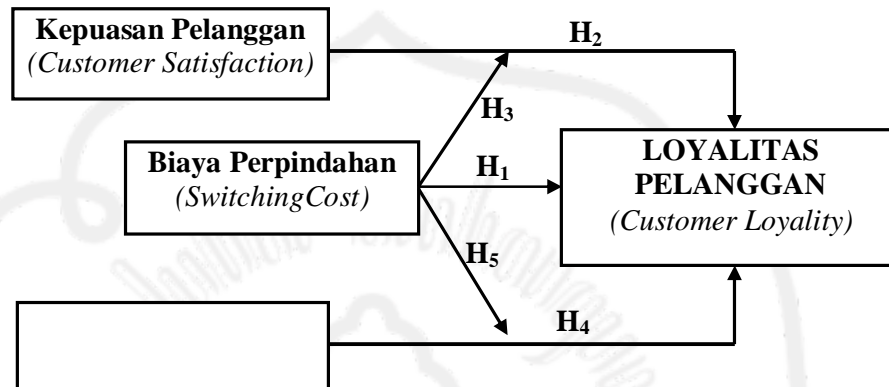 Kepuasan Pelanggan
(Customer Satisfaction)
H₂
H₃
Biaya Perpindahan
(SwitchingCost)
H₁
LOYALITAS
PELANGGAN
(Customer Loyality)
H₅
H₄